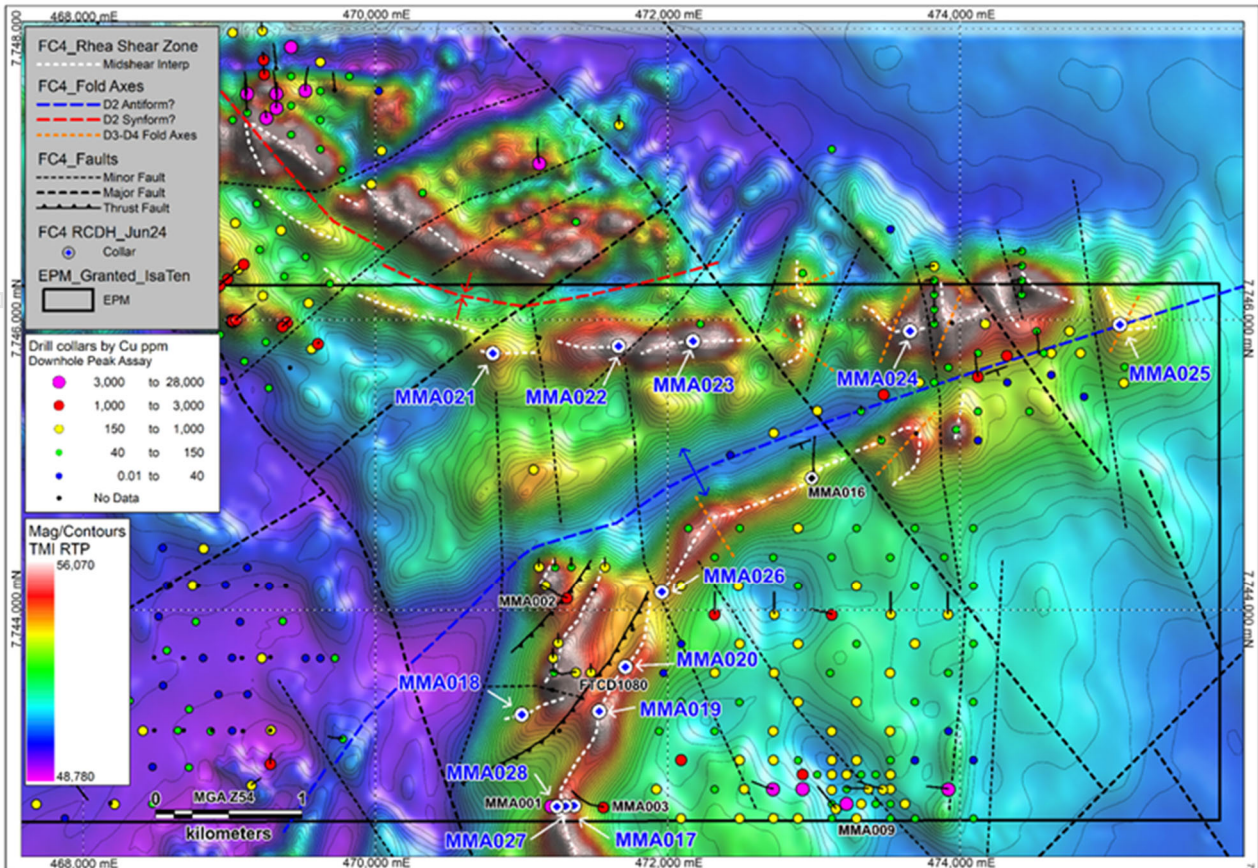 468,000 mE
470,000 mE
472,000 mE
474,000 mE
7,748,000
FC4_Rhea Shear Zone
Midshear Interp
FC4_Fold Axes
D2 Antiform?
D2 Synform?
D3-D4 Fold Axes
FC4_Faults
Minor Fault
Major Fault
Thrust Fault
FC4 RCDH_Jun24
Collar
EPM_Granted_IsaTen
EPM
7,746,000 mN
7,746,000 mN
Drill collars by Cu ppm
Downhole Peak Assay
3,000 to 28,000
1,000 to 3,000
150 to 1,000
40 to 150
0.01 to 40
No Data
MMA021
MMA022
MMA023
MMA024
MMA025
MMA016
Mag/Contours
TMI RTP
56,070
48,780
7,744,000 mN
7,744,000 mN
MMA026
MMA002
MMA020
FTCD1080
MMA018
MMA019
MMA028
MMA001
MMA003
MMA027
MMA017
MMA009
0 MGA Z54 1
kilometers
468,000 mE
470,000 mE
472,000 mE
474,000 mE